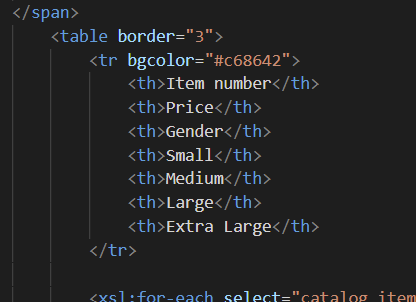 </span>
<table border="3">
<tr bgcolor="#c68642">
<th>Item number</th>
<th>Price</th>
<th>Gender</th>
<th>Small</th>
<th>Medium</th>
<th>Large</th>
<th>Extra Large</th>
</tr>
<xsl:for-each select="catalog_item